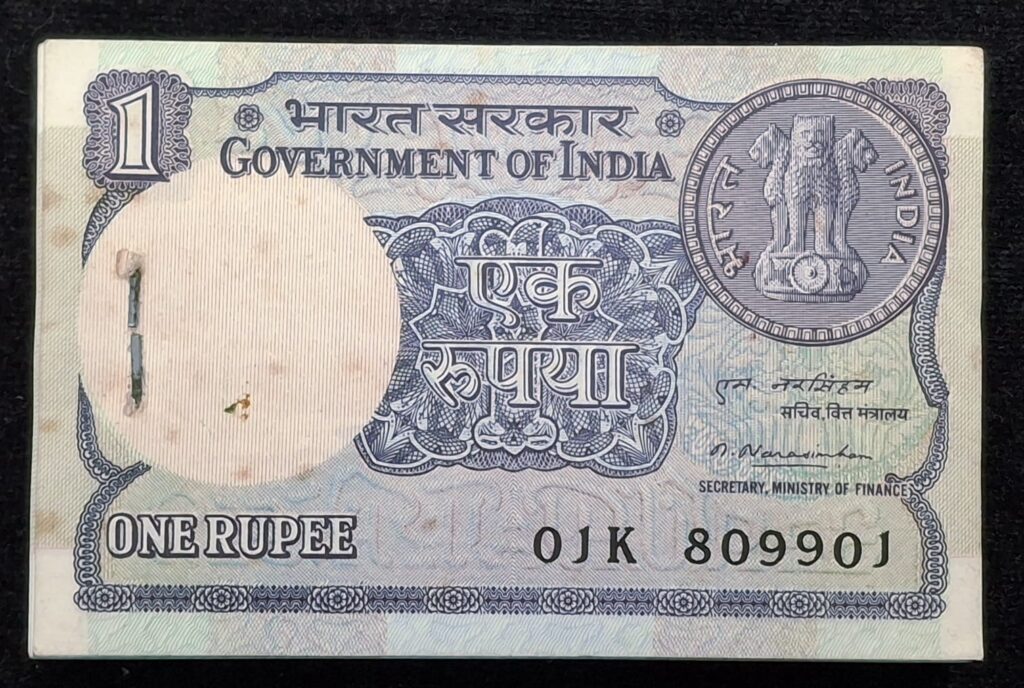 1
भारत सरकार
GOVERNMENT OF INDIA
भारत INDIA
एक
रुपया
एम. नरसिंहम
सचिव, वित्त मंत्रालय
M. Narasimham
SECRETARY, MINISTRY OF FINANCE
ONE RUPEE
01K 809901